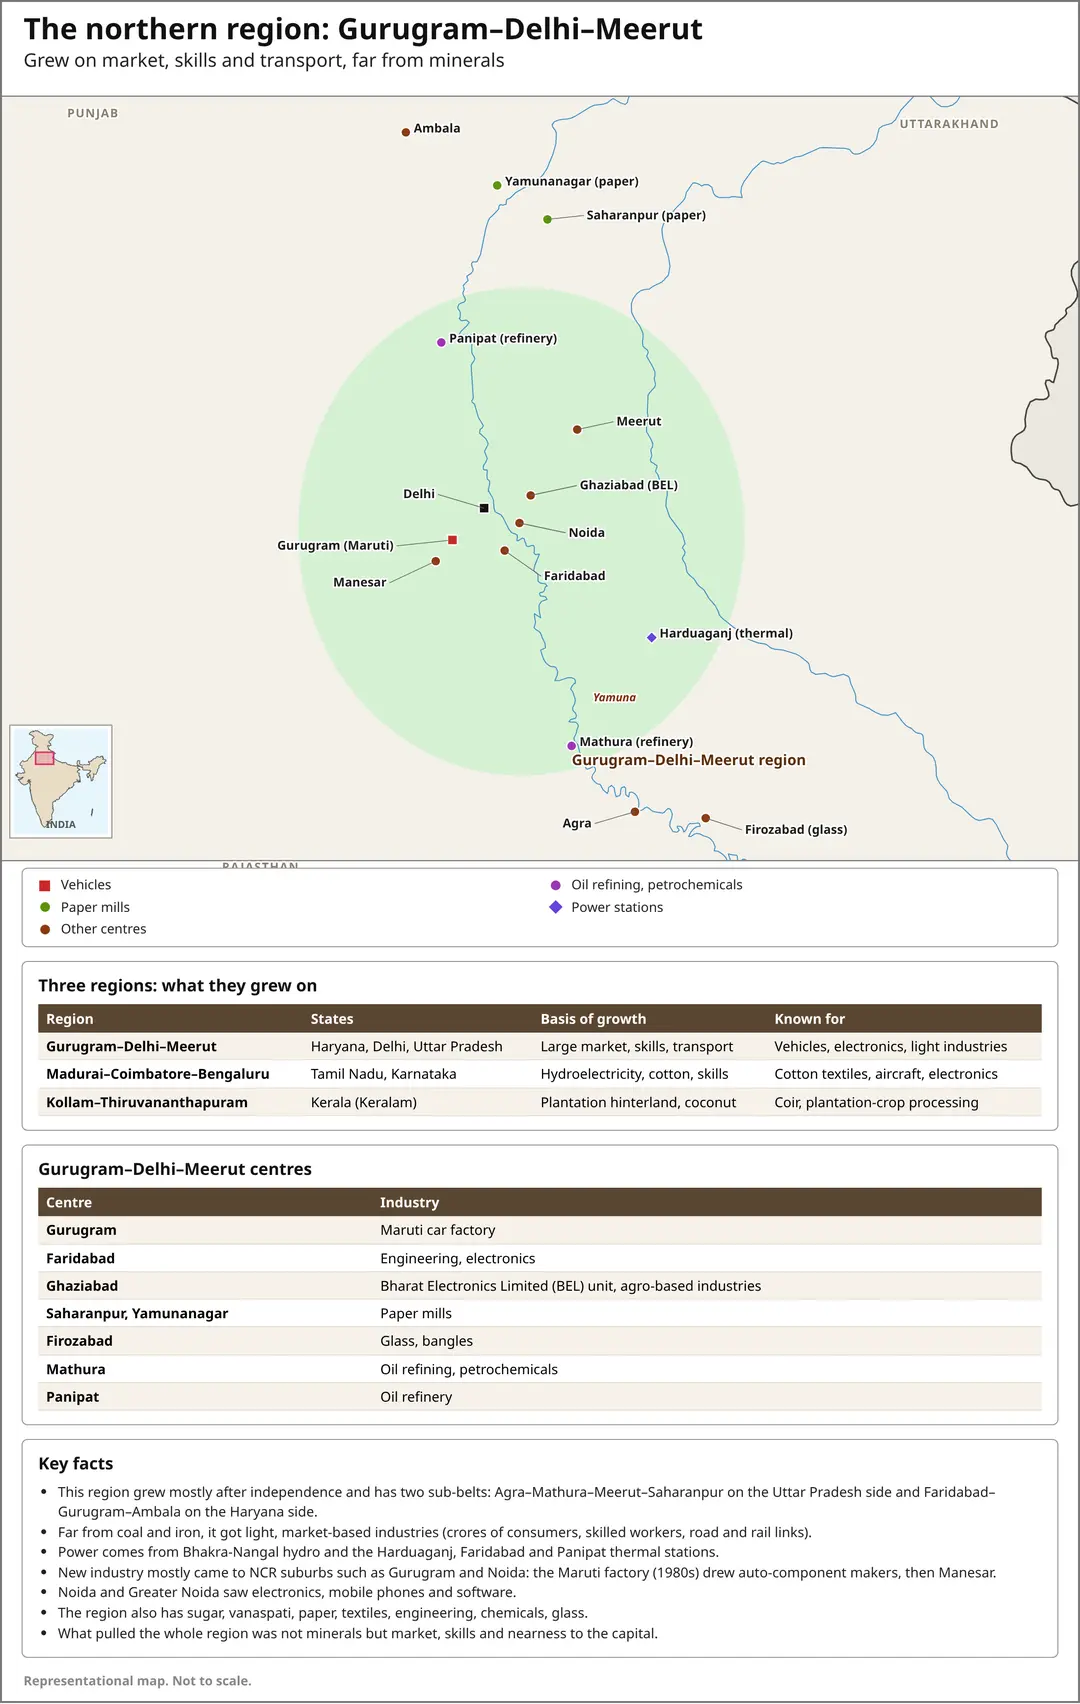 The northern region: Gurugram–Delhi–Meerut
Grew on market, skills and transport, far from minerals
PUNJAB
UTTARAKHAND
Ambala
Yamunanagar (paper)
Saharanpur (paper)
Panipat (refinery)
Meerut
Ghaziabad (BEL)
Delhi
Noida
Gurugram (Maruti)
Faridabad
Manesar
Harduaganj (thermal)
Yamuna
Mathura (refinery)
Gurugram–Delhi–Meerut region
Agra
Firozabad (glass)
INDIA
RAJASTHAN
Vehicles
Oil refining, petrochemicals
Paper mills
Power stations
Other centres
Three regions: what they grew on
Region States Basis of growth Known for
Gurugram–Delhi–Meerut Haryana, Delhi, Uttar Pradesh Large market, skills, transport Vehicles, electronics, light industries
Madurai–Coimbatore–Bengaluru Tamil Nadu, Karnataka Hydroelectricity, cotton, skills Cotton textiles, aircraft, electronics
Kollam–Thiruvananthapuram Kerala (Keralam) Plantation hinterland, coconut Coir, plantation-crop processing
Gurugram–Delhi–Meerut centres
Centre Industry
Gurugram Maruti car factory
Faridabad Engineering, electronics
Ghaziabad Bharat Electronics Limited (BEL) unit, agro-based industries
Saharanpur, Yamunanagar Paper mills
Firozabad Glass, bangles
Mathura Oil refining, petrochemicals
Panipat Oil refinery
Key facts
• This region grew mostly after independence and has two sub-belts: Agra–Mathura–Meerut–Saharanpur on the Uttar Pradesh side and Faridabad–
Gurugram–Ambala on the Haryana side.
• Far from coal and iron, it got light, market-based industries (crores of consumers, skilled workers, road and rail links).
• Power comes from Bhakra-Nangal hydro and the Harduaganj, Faridabad and Panipat thermal stations.
• New industry mostly came to NCR suburbs such as Gurugram and Noida: the Maruti factory (1980s) drew auto-component makers, then Manesar.
• Noida and Greater Noida saw electronics, mobile phones and software.
• The region also has sugar, vanaspati, paper, textiles, engineering, chemicals, glass.
• What pulled the whole region was not minerals but market, skills and nearness to the capital.
Representational map. Not to scale.